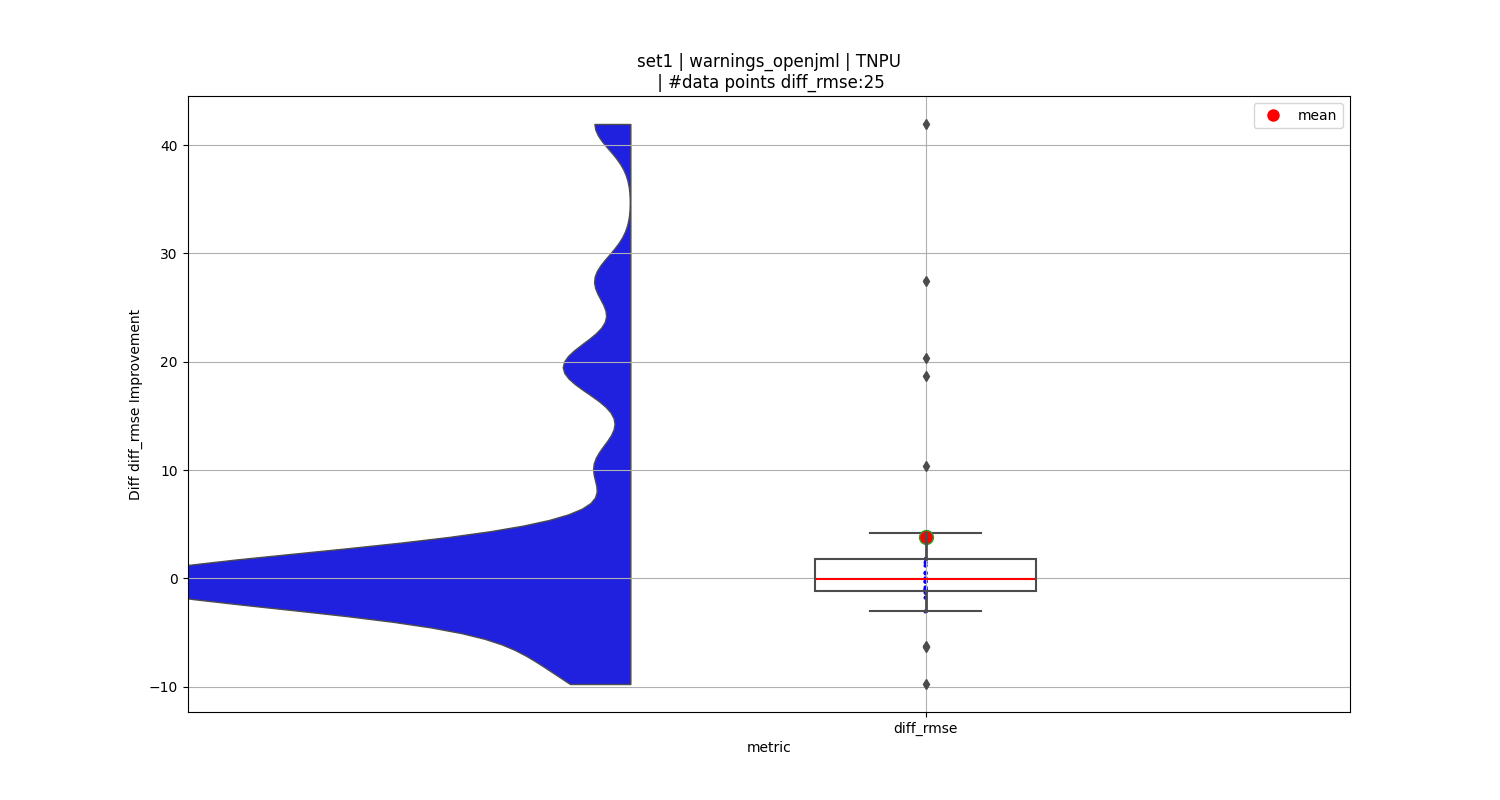 set1 | warnings_openjml | TNPU
| #data points diff_rmse:25
mean
40
30
20
10
0
−10
Diff diff_rmse Improvement
diff_rmse
metric